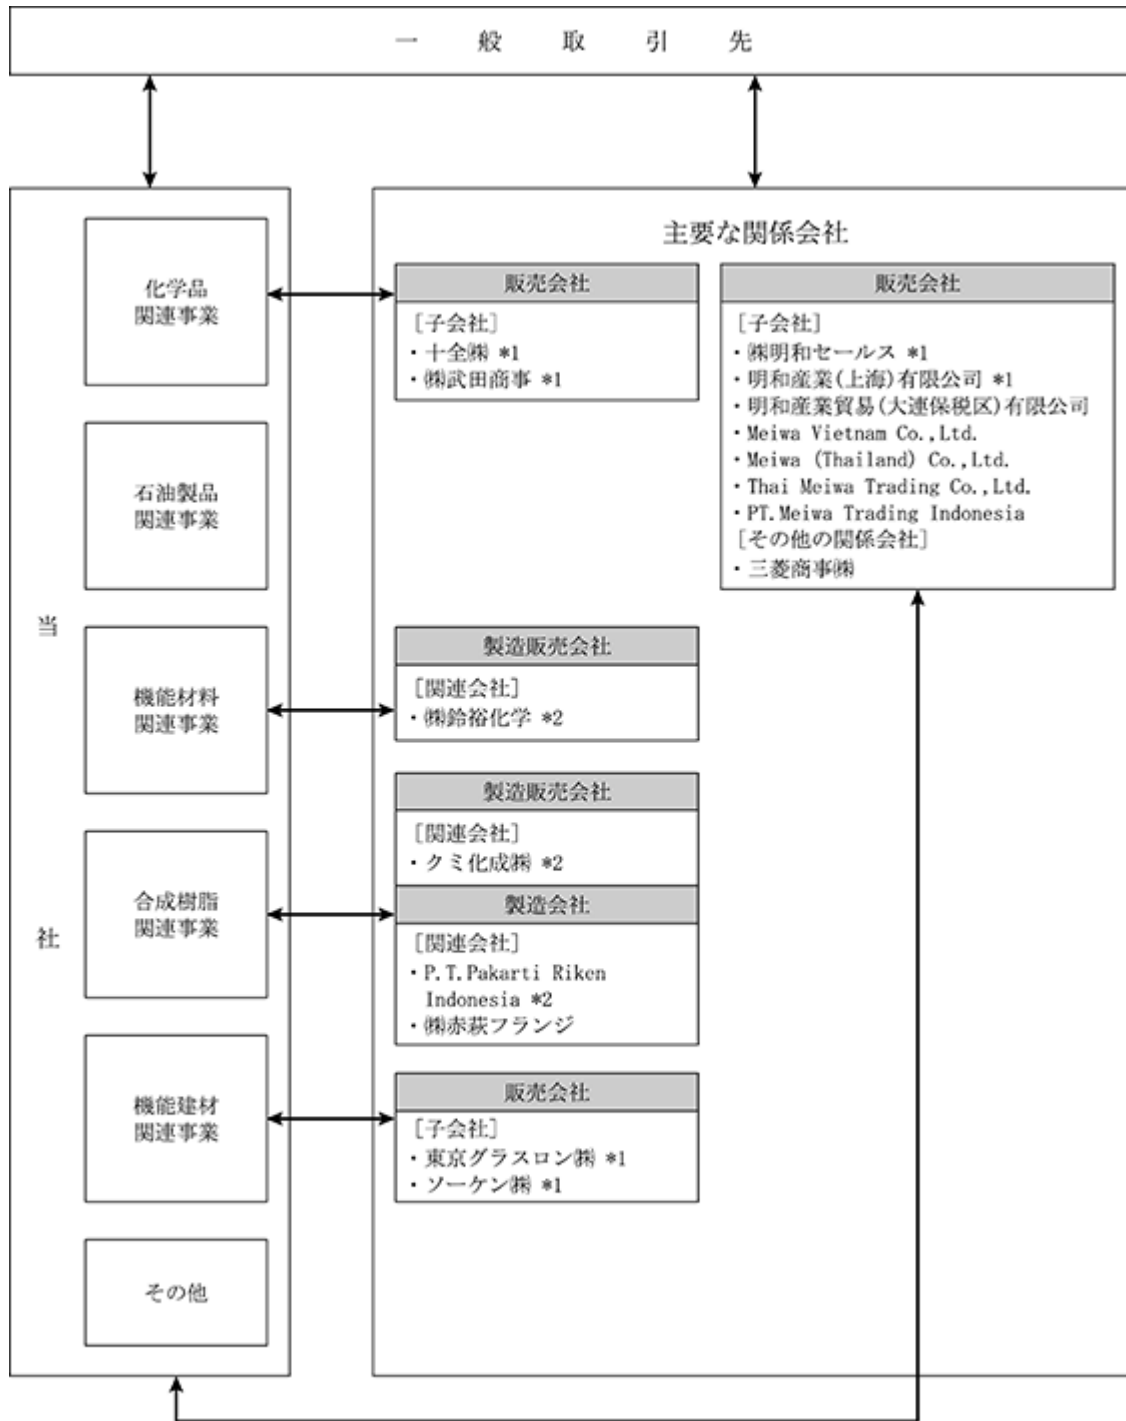 一般取引先
当社
化学品
関連事業
石油製品
関連事業
機能材料
関連事業
合成樹脂
関連事業
機能建材
関連事業
その他
主要な関係会社
販売会社
[子会社]
・十全㈱ *1
・㈱武田商事 *1
製造販売会社
[関連会社]
・㈱鈴裕化学 *2
製造販売会社
[関連会社]
・クミ化成㈱ *2
製造会社
[関連会社]
・P.T.Pakarti Riken
Indonesia *2
・㈱赤萩フランジ
販売会社
[子会社]
・東京グラスロン㈱ *1
・ソーケン㈱ *1
販売会社
[子会社]
・㈱明和セールス *1
・明和産業(上海)有限公司 *1
・明和産業貿易(大連保税区)有限公司
・Meiwa Vietnam Co.,Ltd.
・Meiwa (Thailand) Co.,Ltd.
・Thai Meiwa Trading Co.,Ltd.
・PT.Meiwa Trading Indonesia
[その他の関係会社]
・三菱商事㈱